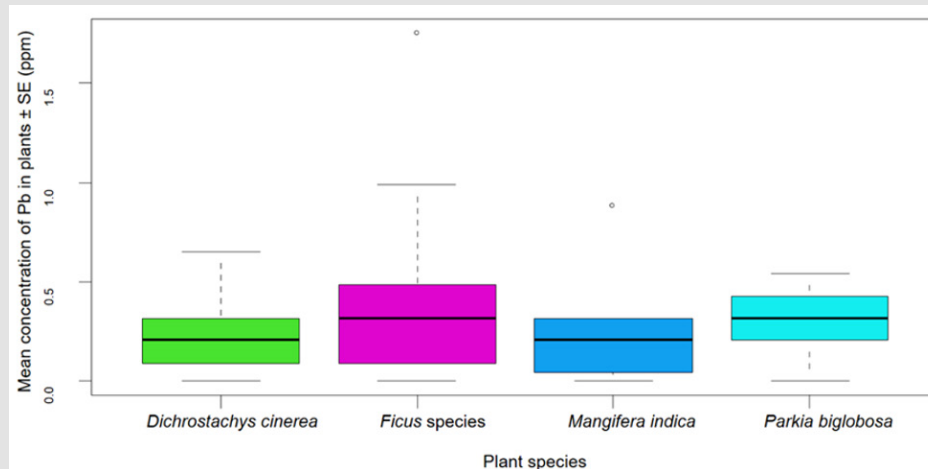 Mean concentration of Pb in plants ± SE (ppm)
1.5
1.0
0.5
0.0
Dichrostachys cinerea
Ficus species
Mangifera indica
Parkia biglobosa
Plant species